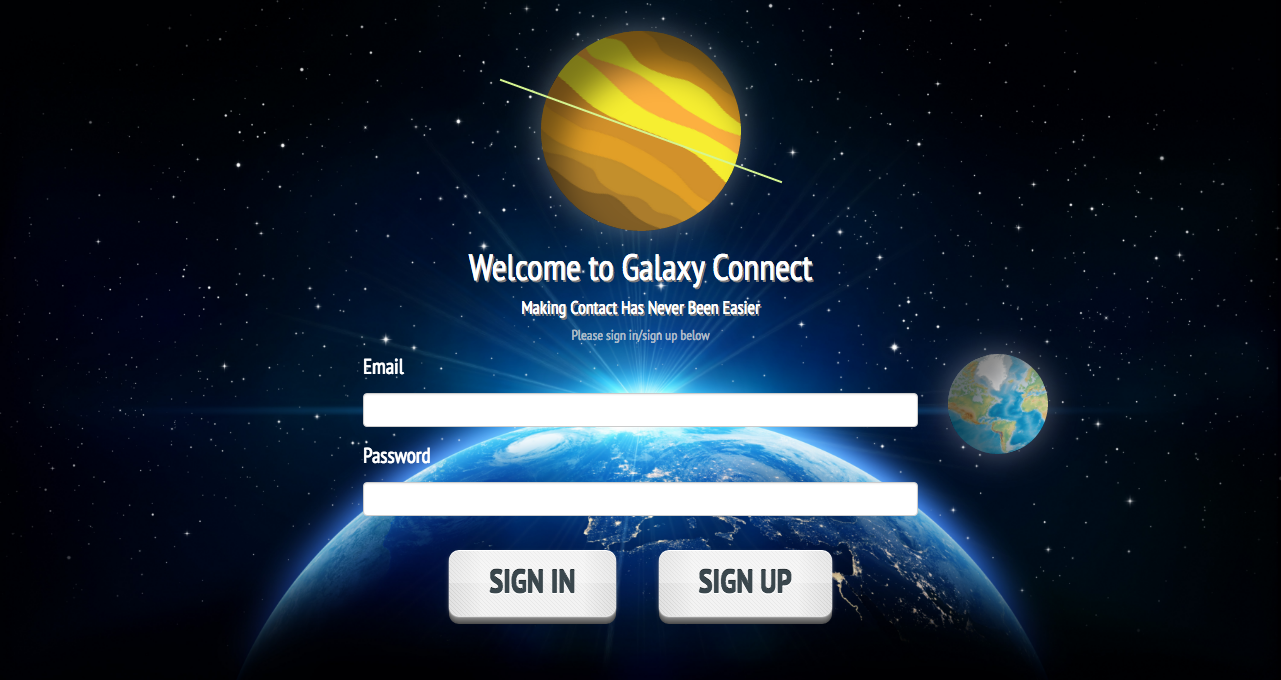 Welcome to Galaxy Connect
Making Contact Has Never Been Easier
Please sign in/sign up below
Email
Password
SIGN IN
SIGN UP